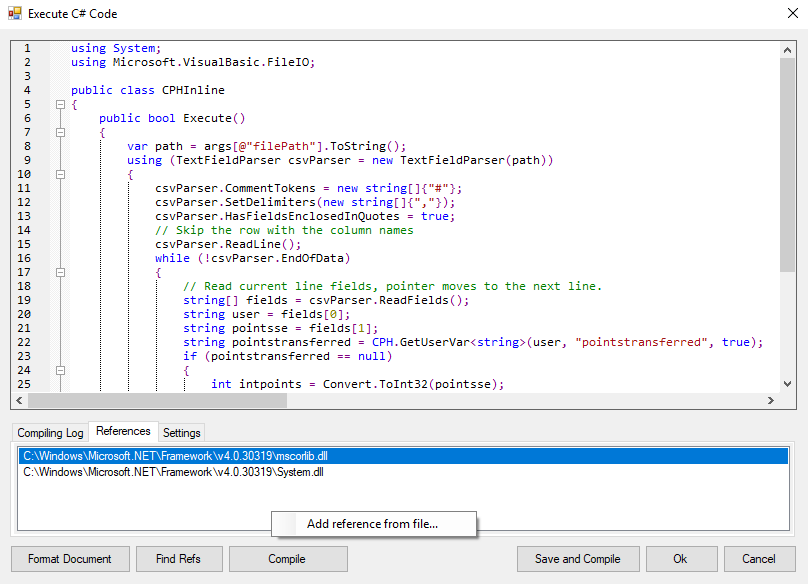 Execute C# Code
1 using System;
2 using Microsoft.VisualBasic.FileIO;
3
4 public class CPHInline
5 {
6 public bool Execute()
7 {
8 var path = args[@"filePath"].ToString();
9 using (TextFieldParser csvParser = new TextFieldParser(path))
10 {
11 csvParser.CommentTokens = new string[]{"#"};
12 csvParser.SetDelimiters(new string[]{","});
13 csvParser.HasFieldsEnclosedInQuotes = true;
14 // Skip the row with the column names
15 csvParser.ReadLine();
16 while (!csvParser.EndOfData)
17 {
18 // Read current line fields, pointer moves to the next line.
19 string[] fields = csvParser.ReadFields();
20 string user = fields[0];
21 string pointsse = fields[1];
22 string pointstransferred = CPH.GetUserVar<string>(user, "pointstransferred", true);
23 if (pointstransferred == null)
24 {
25 int intpoints = Convert.ToInt32(pointsse);
Compiling Log References Settings
C:\Windows\Microsoft.NET\Framework\v4.0.30319\mscorlib.dll
C:\Windows\Microsoft.NET\Framework\v4.0.30319\System.dll
Add reference from file...
Format Document Find Refs Compile Save and Compile Ok Cancel